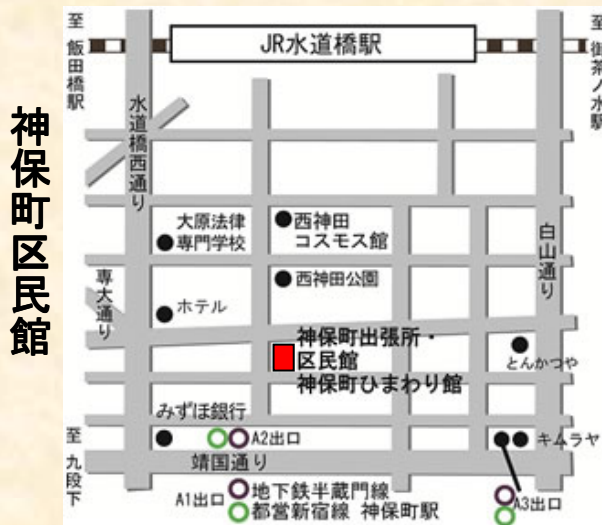 神保町区民館
至飯田橋駅
JR水道橋駅
至御茶ノ水駅
水道橋西通り
白山通り
大原法律
専門学校
西神田
コスモス館
西神田公園
専大通り
ホテル
神保町出張所・
区民館
神保町ひまわり館
とんかつや
みずほ銀行
A2出口
キムラヤ
至九段下
靖国通り
A1出口
地下鉄半蔵門線
都営新宿線 神保町駅
A3出口